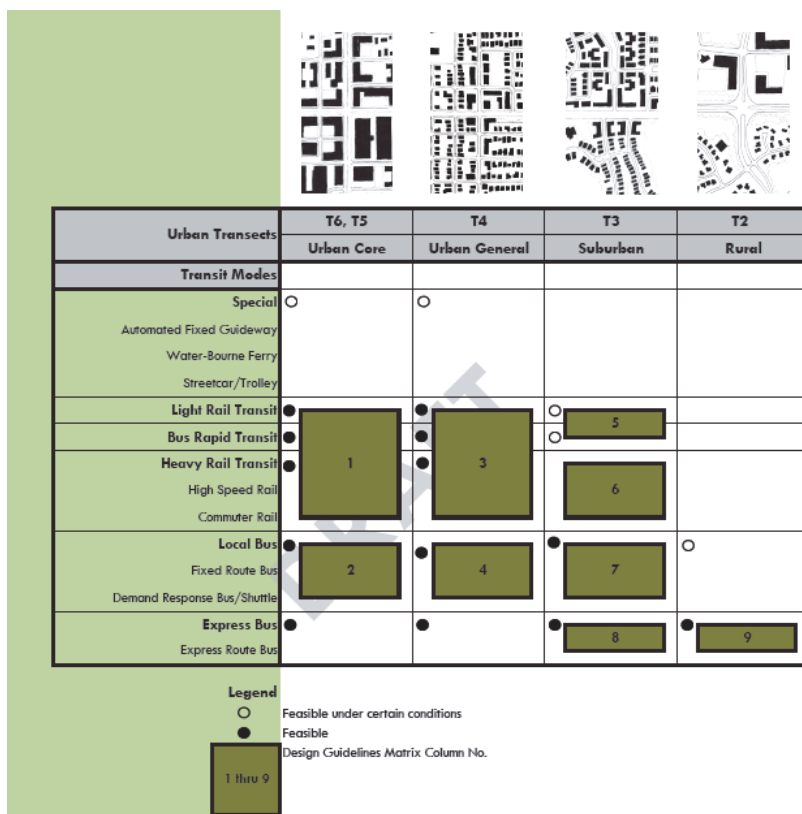 Urban Transects
T6, T5
T4
T3
T2
Urban Core
Urban General
Suburban
Rural
Transit Modes
Special
Automated Fixed Guideway
Water-Bourne Ferry
Streetcar/Trolley
Light Rail Transit
5
Bus Rapid Transit
Heavy Rail Transit
1
3
High Speed Rail
6
Commuter Rail
Local Bus
Fixed Route Bus
2
4
7
Demand Response Bus/Shuttle
Express Bus
8
9
Express Route Bus
DRAFT
Legend
Feasible under certain conditions
Feasible
Design Guidelines Matrix Column No.
1 thru 9